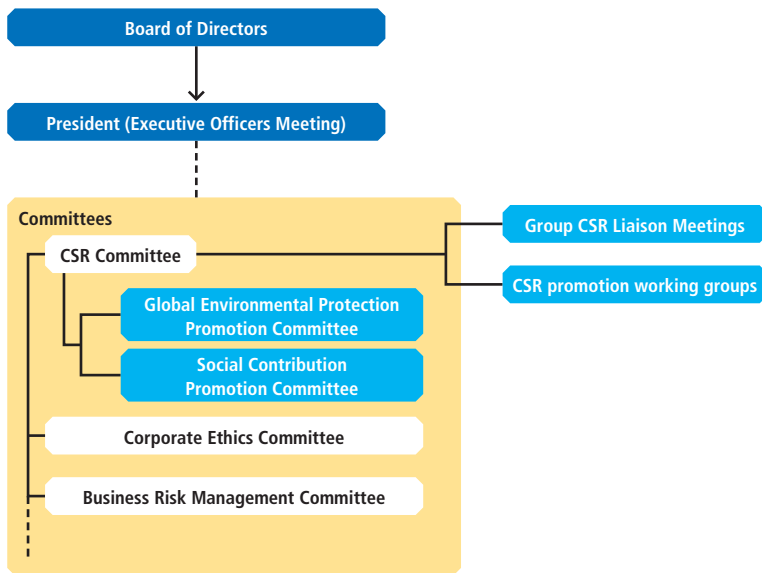 Board of Directors
President (Executive Officers Meeting)
Committees
CSR Committee
Group CSR Liaison Meetings
CSR promotion working groups
Global Environmental Protection
Promotion Committee
Social Contribution
Promotion Committee
Corporate Ethics Committee
Business Risk Management Committee